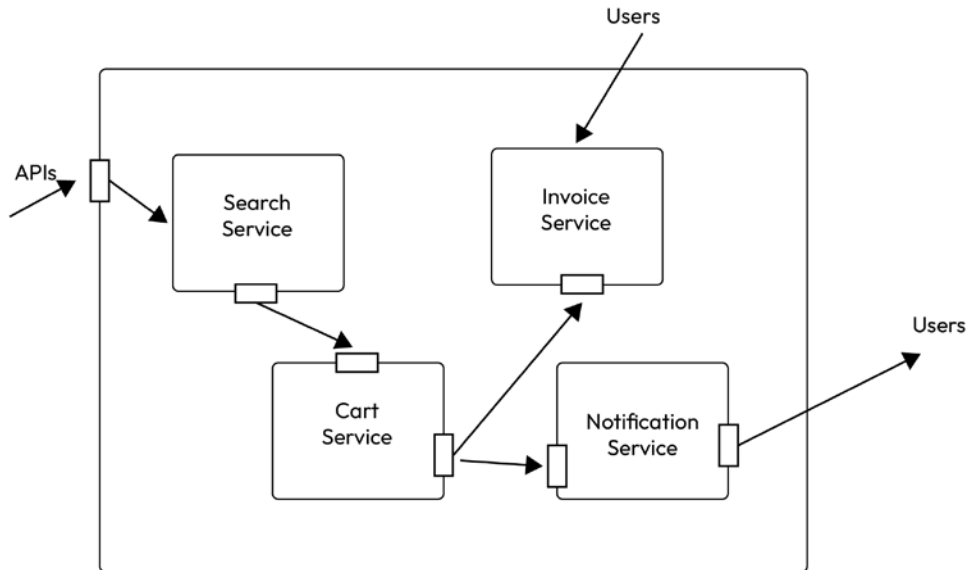 Users
APIs
Search
Service
Invoice
Service
Users
Cart
Service
Notification
Service